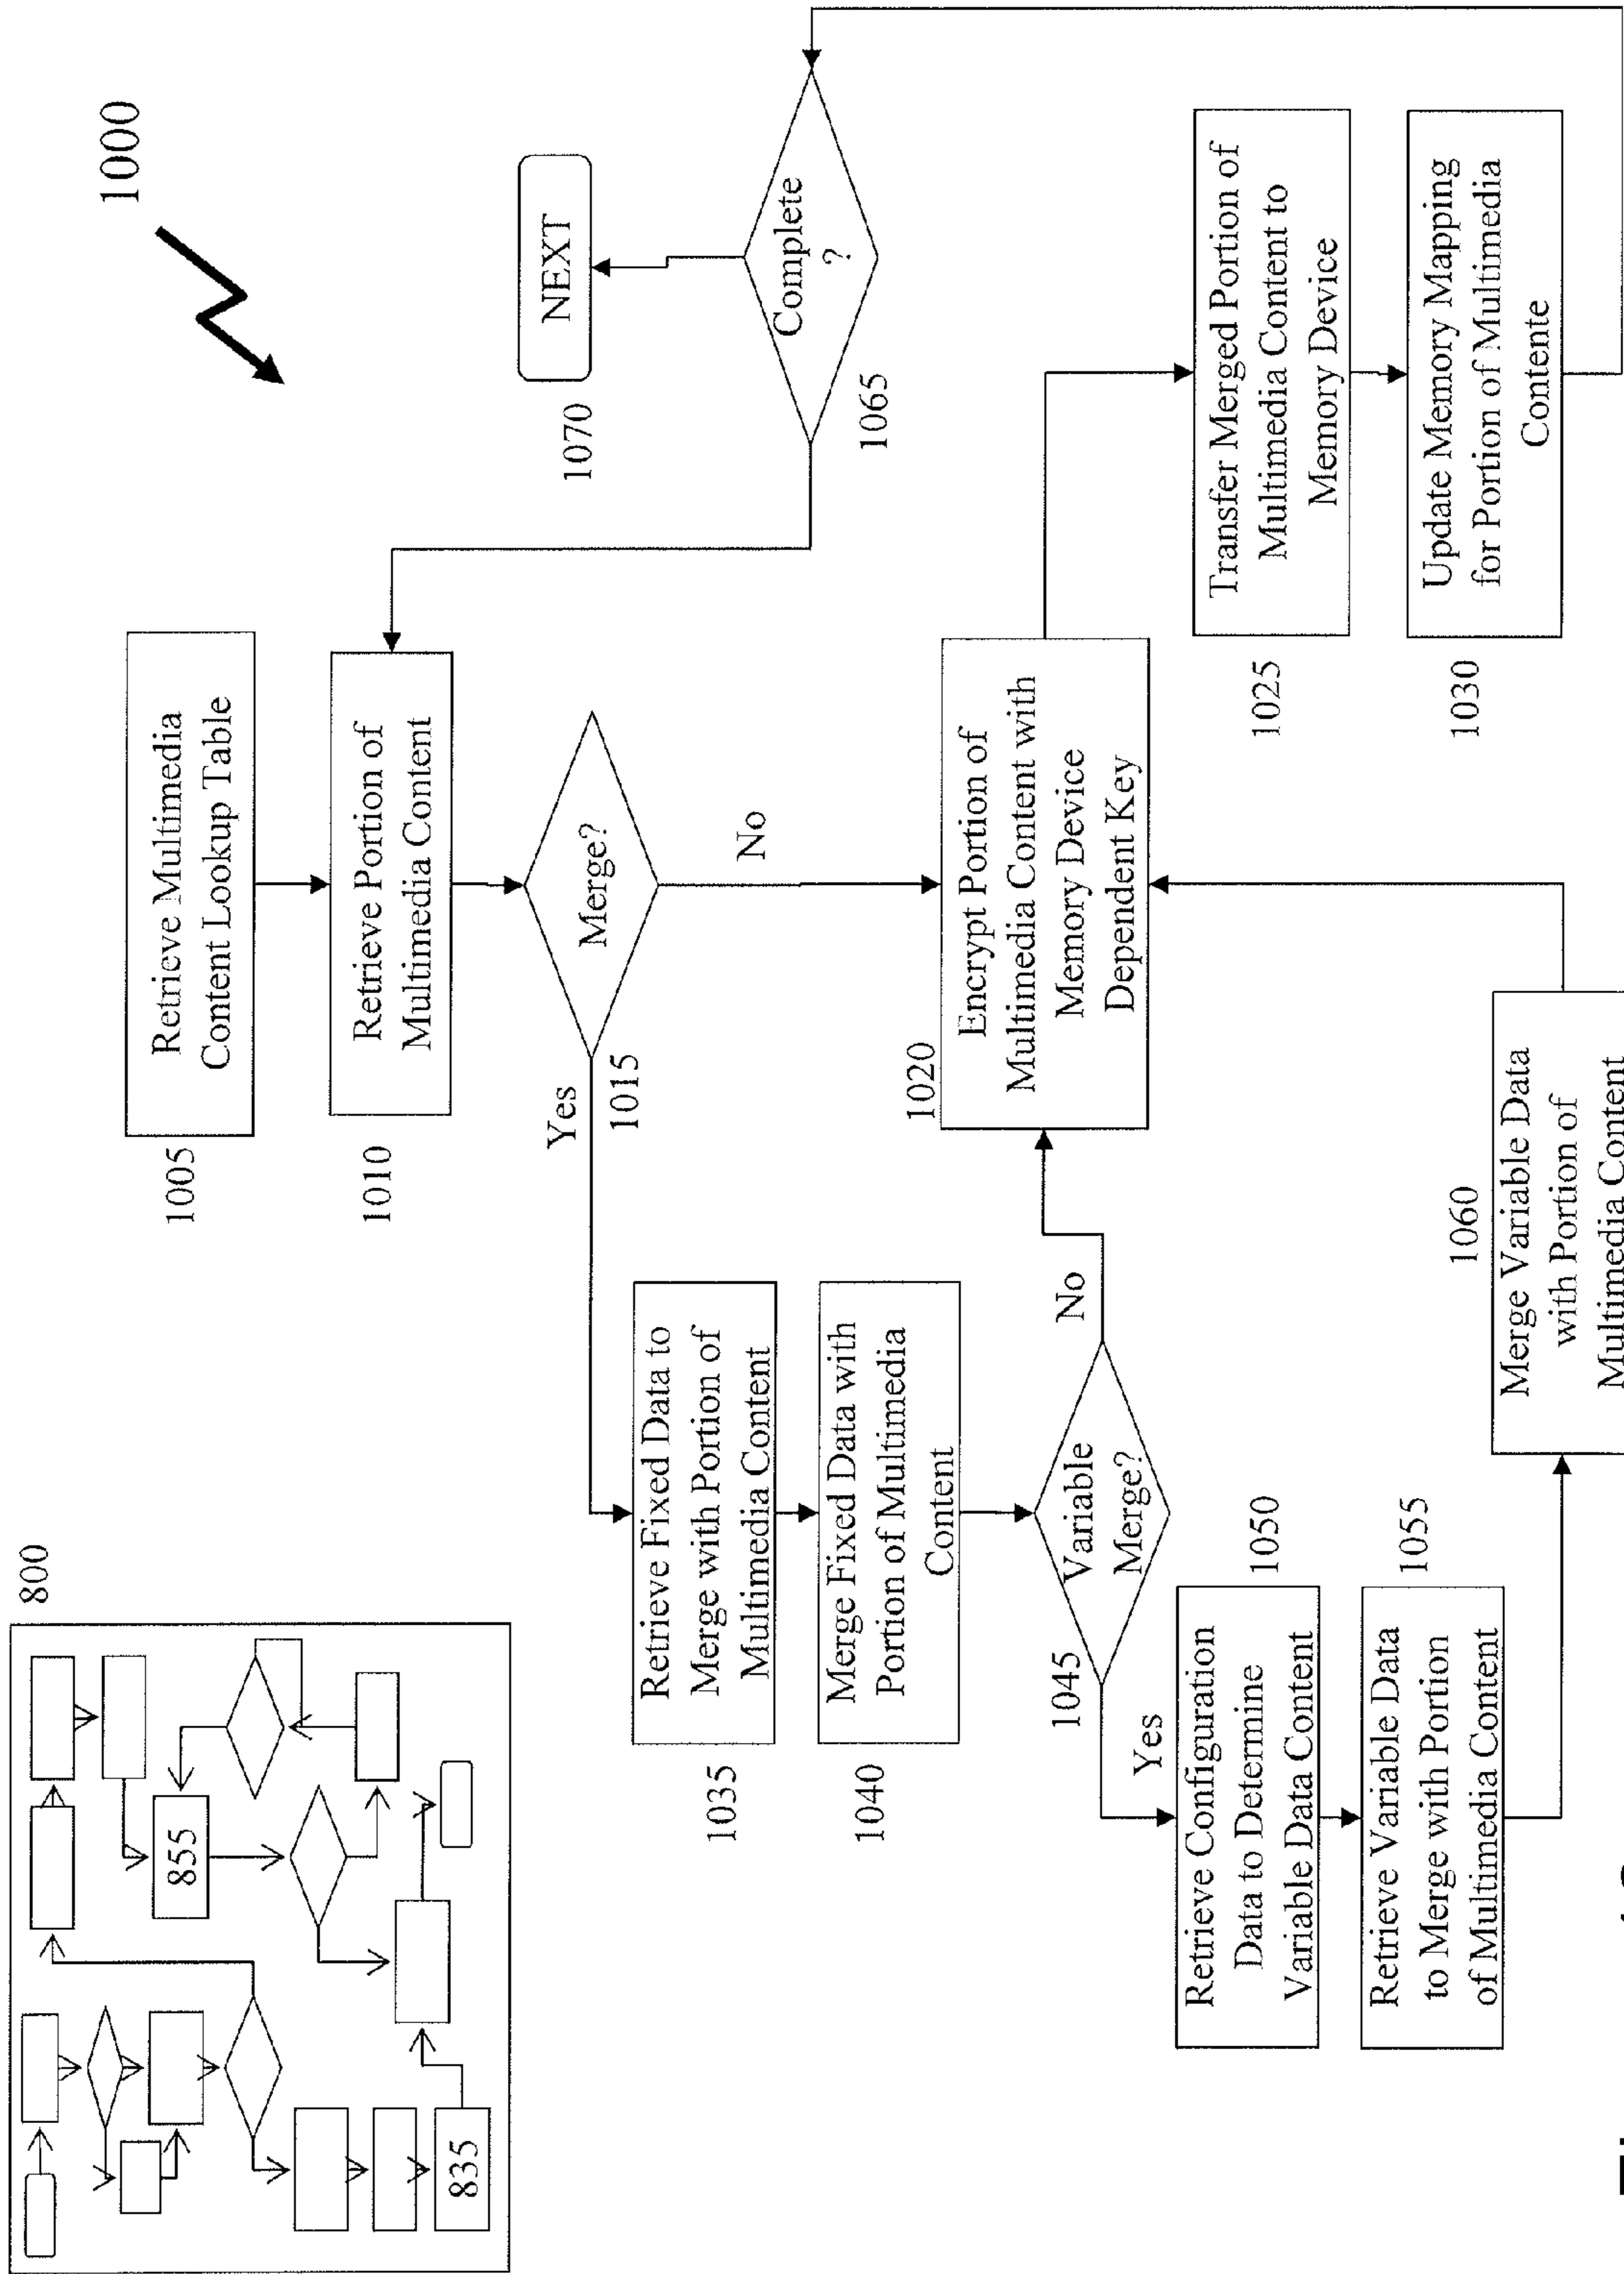 800
855
835
1000
1005
Retrieve Multimedia
Content Lookup Table
1010
Retrieve Portion of
Multimedia Content
Merge?
1015
Yes
No
1020
Encrypt Portion of
Multimedia Content with
Memory Device
Dependent Key
1025
Transfer Merged Portion of
Multimedia Content to
Memory Device
1030
Update Memory Mapping
for Portion of Multimedia
Contente
1035
Retrieve Fixed Data to
Merge with Portion of
Multimedia Content
1040
Merge Fixed Data with
Portion of Multimedia
Content
1045
Variable
Merge?
No
Yes
1050
Retrieve Configuration
Data to Determine
Variable Data Content
1055
Retrieve Variable Data
to Merge with Portion
of Multimedia Content
1060
Merge Variable Data
with Portion of
Multimedia Content
Complete
?
1065
NEXT
1070